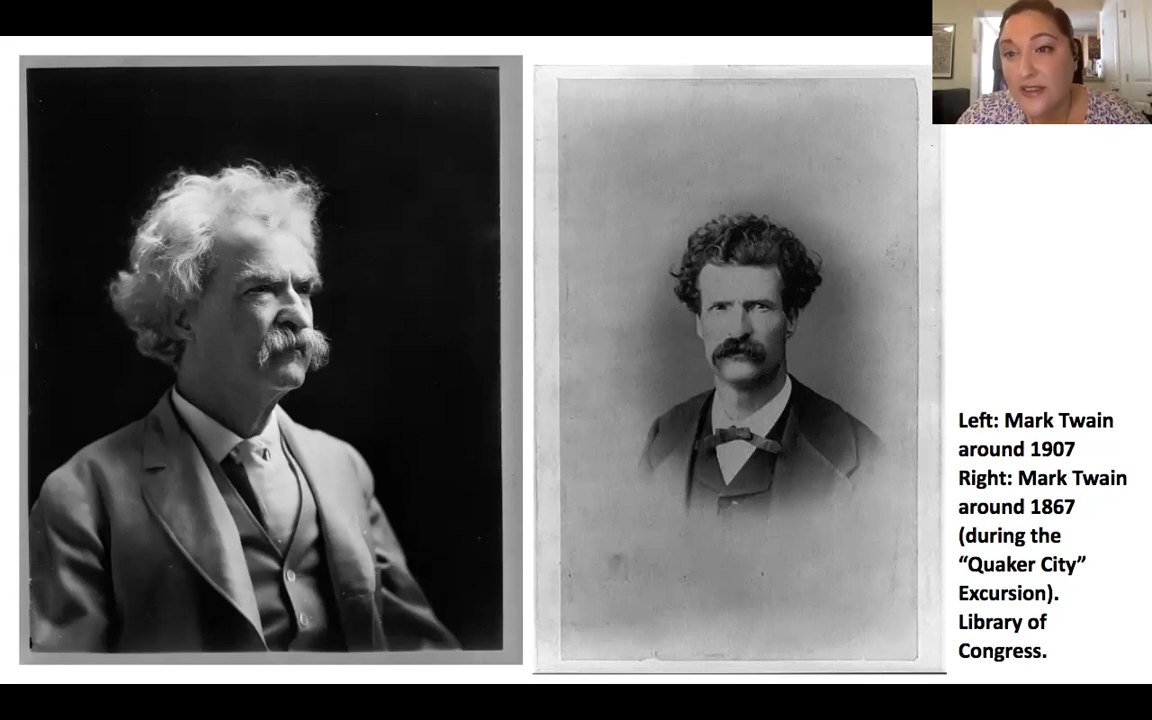 Left: Mark Twain
around 1907
Right: Mark Twain
around 1867
(during the
“Quaker City”
Excursion).
Library of
Congress.